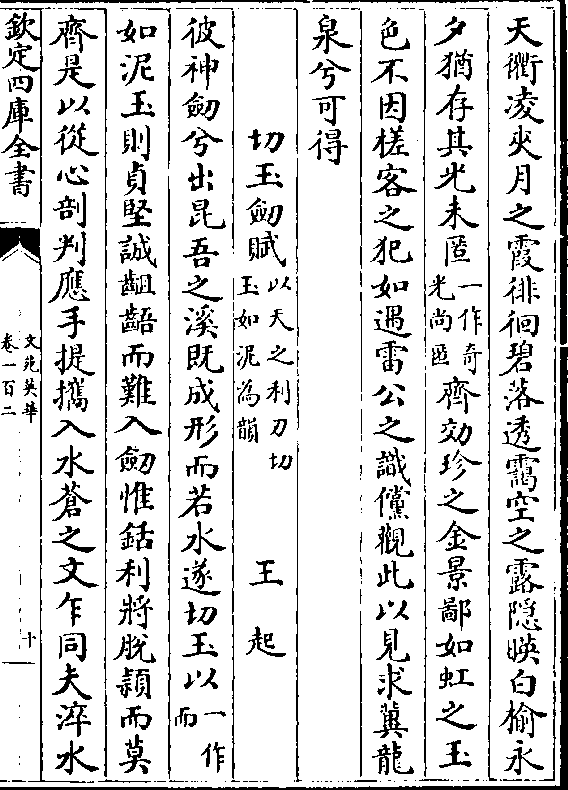 天衢凌夾月之霞徘徊碧落透靄空之露隠暎白榆永
夕猶存其光未匿一作奇光尚匿齊効珍之金景鄙如虹之玉
色不因槎客之犯如遇雷公之識儻觀此以見求冀龍
泉兮可得
切玉劒賦以天之利刀切玉如泥為韻 王起
彼神劒兮出昆吾之溪既成形而若水遂切玉以一作而
如泥玉則貞堅誠齟齬而難入劒惟銛利將脫穎而莫
齊是以從心剖判應手提攜入水蒼之文乍同夫淬水
欽定四庫全書
文苑英華
卷一百二
十